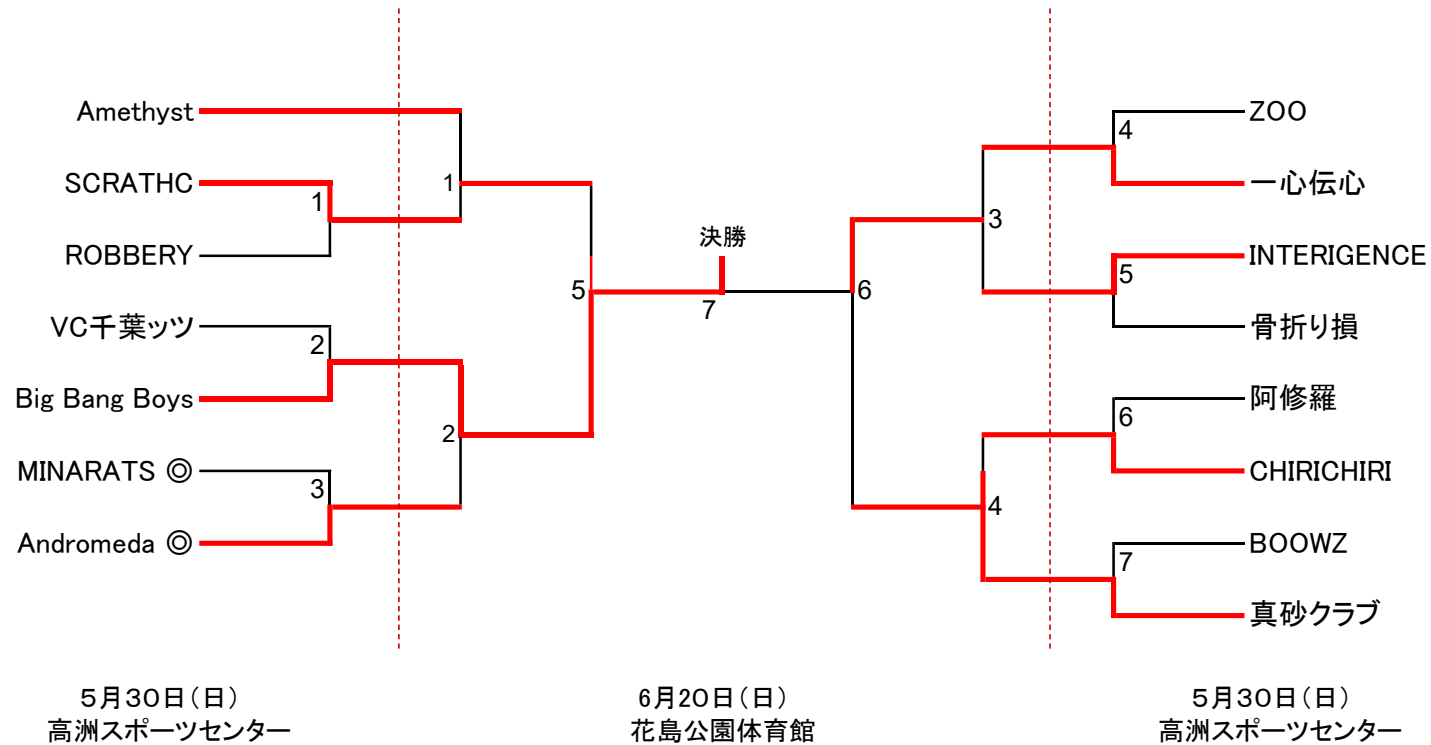 Amethyst
SCRATHC
ROBBERY
VC千葉ッツ
Big Bang Boys
MINARATS ◎
Andromeda ◎
1
2
3
1
2
5
決勝
7
6
3
4
4
5
6
7
ZOO
一心伝心
INTERIGENCE
骨折り損
阿修羅
CHIRICHIRI
BOOWZ
真砂クラブ
5月30日(日)
高洲スポーツセンター
6月20日(日)
花島公園体育館
5月30日(日)
高洲スポーツセンター